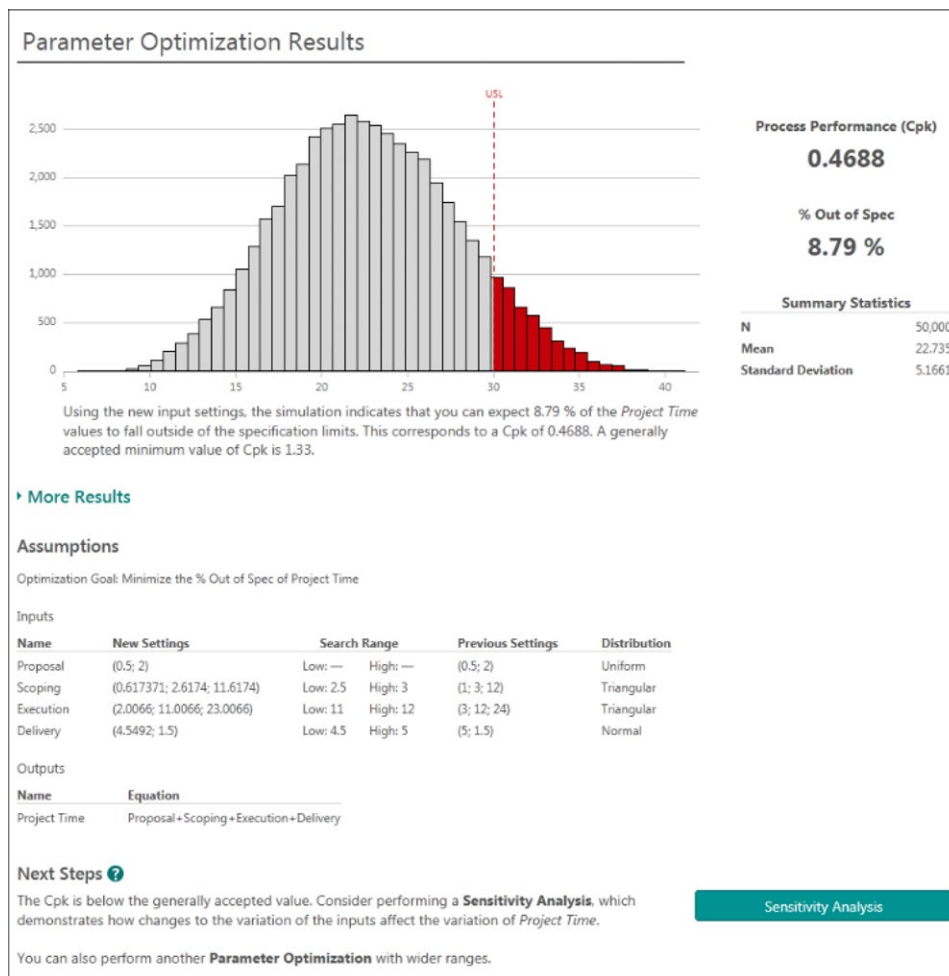 Parameter Optimization Results
USL
2,500
2,000
1,500
1,000
500
0
5 10 15 20 25 30 35 40
Process Performance (Cpk)
0.4688
% Out of Spec
8.79 %
Summary Statistics
N 50,000
Mean 22.735
Standard Deviation 5.1661
Using the new input settings, the simulation indicates that you can expect 8.79 % of the Project Time
values to fall outside of the specification limits. This corresponds to a Cpk of 0.4688. A generally
accepted minimum value of Cpk is 1.33.
More Results
Assumptions
Optimization Goal: Minimize the % Out of Spec of Project Time
Inputs
Name New Settings Search Range Previous Settings Distribution
Proposal (0.5; 2) Low: — High: — (0.5; 2) Uniform
Scoping (0.617371; 2.6174; 11.6174) Low: 2.5 High: 3 (1; 3; 12) Triangular
Execution (2.0066; 11.0066; 23.0066) Low: 11 High: 12 (3; 12; 24) Triangular
Delivery (4.5492; 1.5) Low: 4.5 High: 5 (5; 1.5) Normal
Outputs
Name Equation
Project Time Proposal+Scoping+Execution+Delivery
Next Steps ?
The Cpk is below the generally accepted value. Consider performing a Sensitivity Analysis, which
demonstrates how changes to the variation of the inputs affect the variation of Project Time.
Sensitivity Analysis
You can also perform another Parameter Optimization with wider ranges.